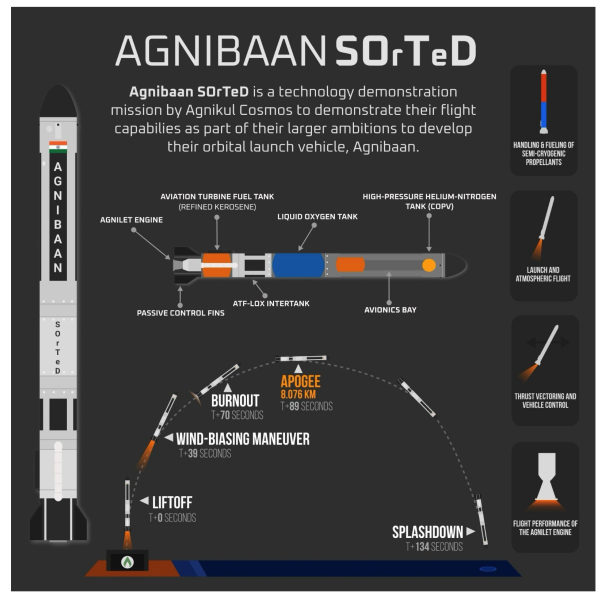 AGNIBAAN SOrTeD
Agnibaan SOrTeD is a technology demonstration
mission by Agnikul Cosmos to demonstrate their flight
capabilies as part of their larger ambitions to develop
their orbital launch vehicle, Agnibaan.
AGNIBAAN
SOrTeD
AGNILET ENGINE
AVIATION TURBINE FUEL TANK
(REFINED KEROSENE)
LIQUID OXYGEN TANK
HIGH-PRESSURE HELIUM-NITROGEN
TANK (COPV)
PASSIVE CONTROL FINS
ATF-LOX INTERTANK
AVIONICS BAY
HANDLING & FUELING OF
SEMI-CRYOGENIC
PROPELLANTS
LAUNCH AND
ATMOSPHERIC FLIGHT
THRUST VECTORING AND
VEHICLE CONTROL
FLIGHT PERFORMANCE OF
THE AGNILET ENGINE
APOGEE
8.076 KM
T+89 SECONDS
BURNOUT
T+70 SECONDS
WIND-BIASING MANEUVER
T+39 SECONDS
LIFTOFF
T+0 SECONDS
SPLASHDOWN
T+134 SECONDS